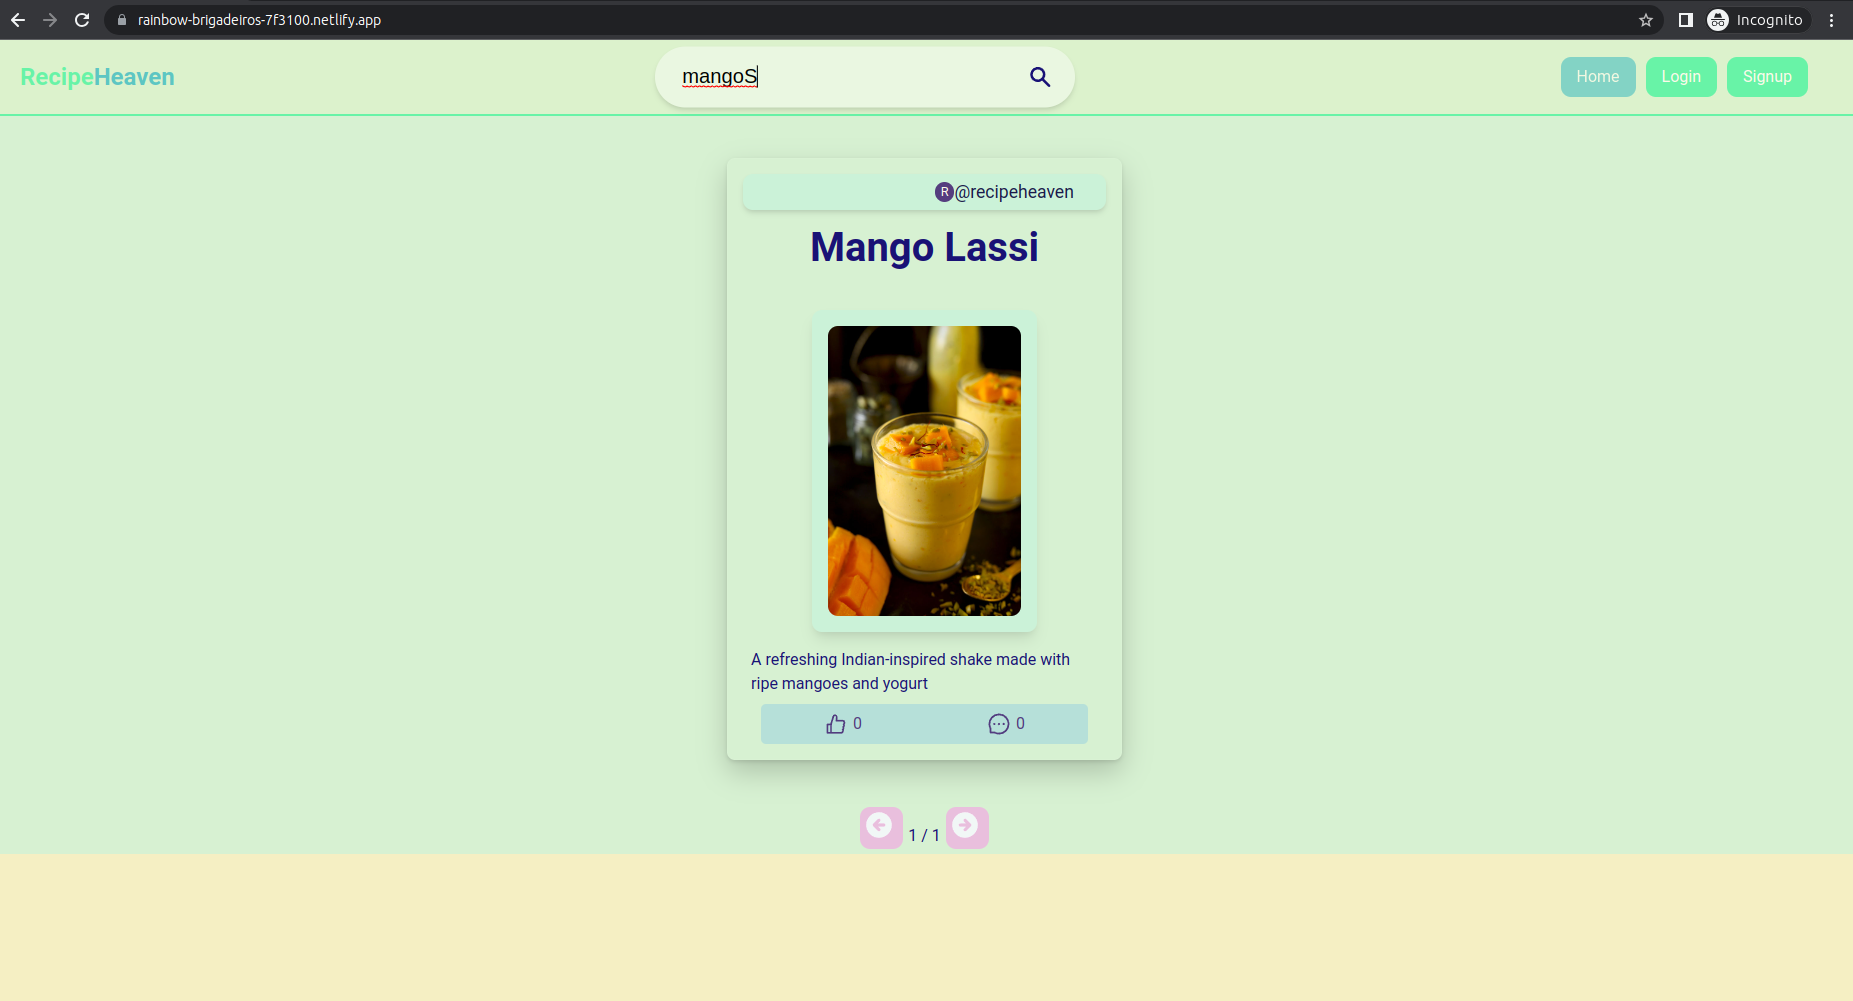 rainbow-brigadeiros-7f3100.netlify.app
Incognito
RecipeHeaven
mangoS
Home
Login
Signup
R
@recipeheaven
Mango Lassi
A refreshing Indian-inspired shake made with
ripe mangoes and yogurt
0
0
1 / 1